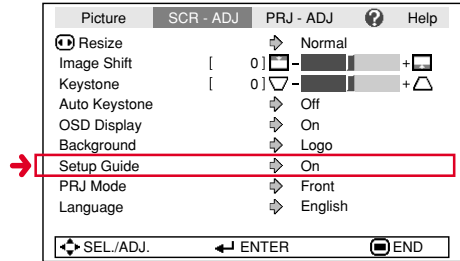 Picture SCR - ADJ PRJ - ADJ ? Help
Resize Normal
Image Shift [ 0 ] - +
Keystone [ 0 ] - +
Auto Keystone Off
OSD Display On
Background Logo
Setup Guide On
PRJ Mode Front
Language English
SEL./ADJ. ENTER END